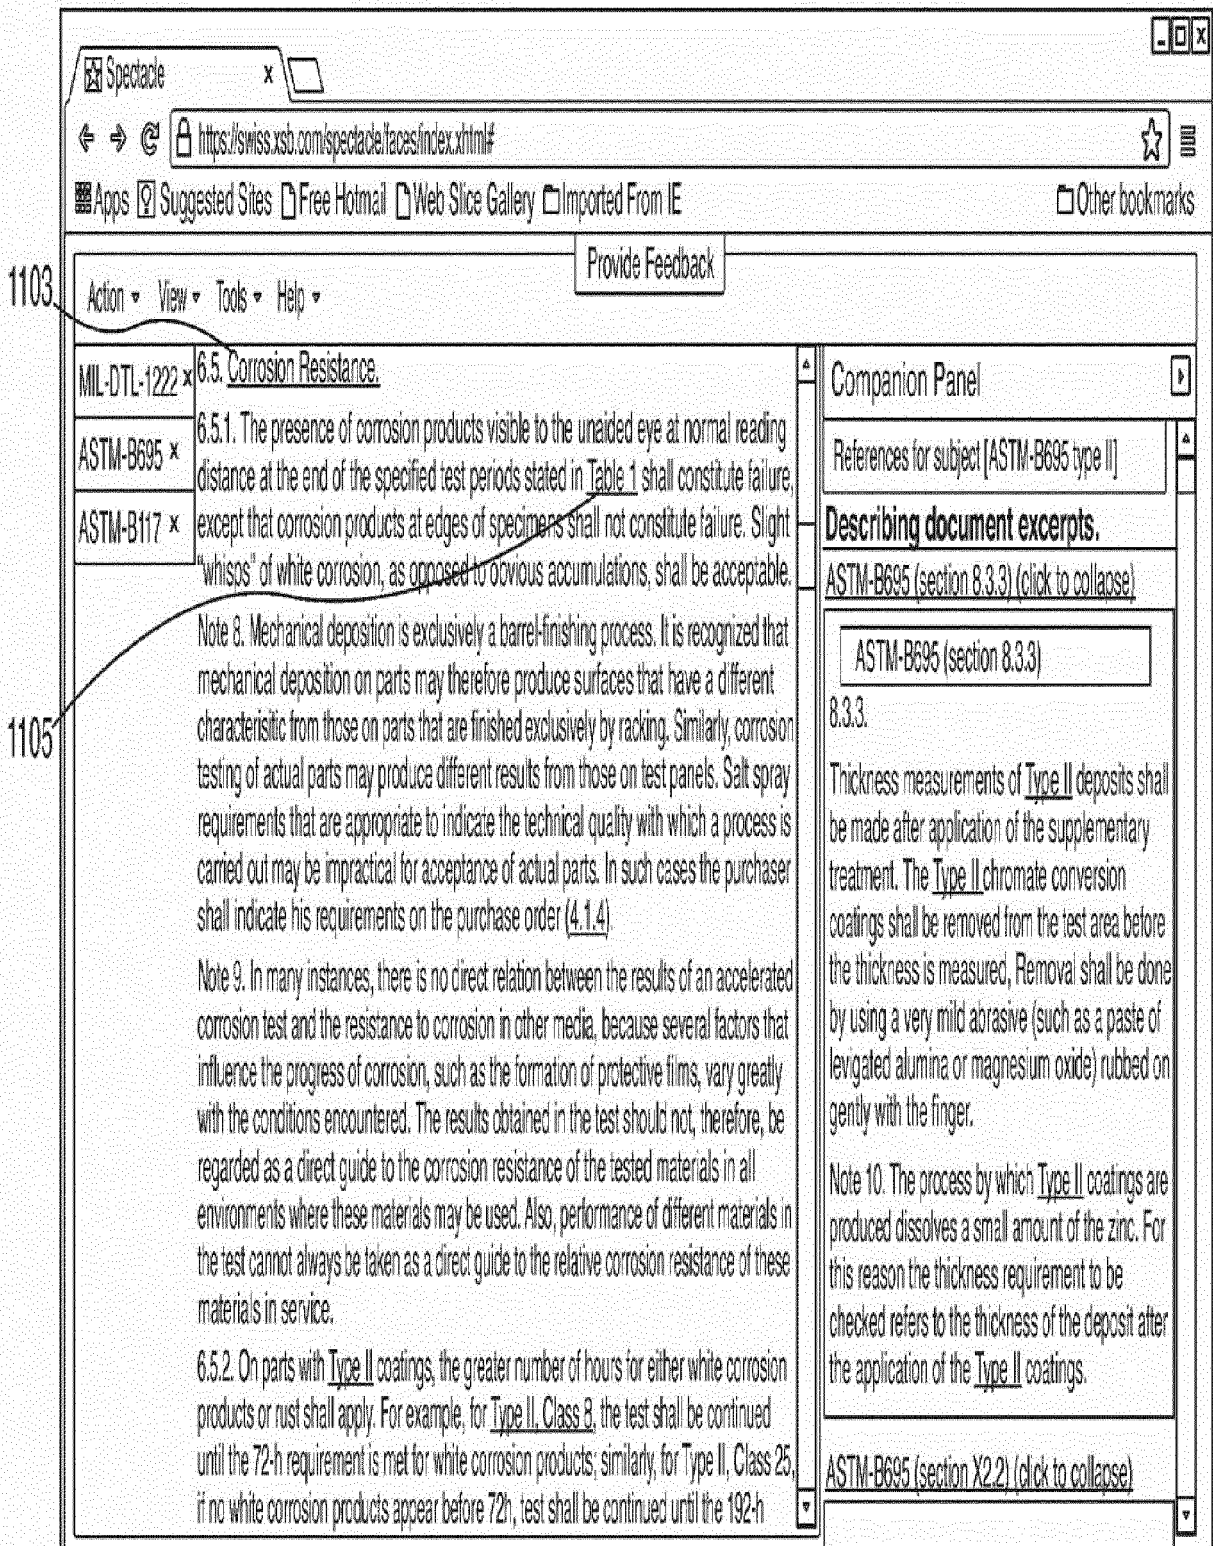 Spectacle x
https://swiss.xsb.com/spectacle/faces/index.xhtml#
Apps Suggested Sites Free Hotmail Web Slice Gallery Imported From IE Other bookmarks
Provide Feedback
1103
Action View Tools Help
MIL-DTL-1222 x
ASTM-B695 x
ASTM-B117 x
6.5. Corrosion Resistance.
6.5.1. The presence of corrosion products visible to the unaided eye at normal reading
distance at the end of the specified test periods stated in Table 1 shall constitute failure,
except that corrosion products at edges of specimens shall not constitute failure. Slight
"whisps" of white corrosion, as opposed to obvious accumulations, shall be acceptable.
Note 8. Mechanical deposition is exclusively a barrel-finishing process. It is recognized that
mechanical deposition on parts may therefore produce surfaces that have a different
characterisitic from those on parts that are finished exclusively by racking. Similarly, corrosion
testing of actual parts may produce different results from those on test panels. Salt spray
requirements that are appropriate to indicate the technical quality with which a process is
carried out may be impractical for acceptance of actual parts. In such cases the purchaser
shall indicate his requirements on the purchase order (4.1.4).
Note 9. In many instances, there is no direct relation between the results of an accelerated
corrosion test and the resistance to corrosion in other media, because several factors that
influence the progress of corrosion, such as the formation of protective films, vary greatly
with the conditions encountered. The results obtained in the test should not, therefore, be
regarded as a direct guide to the corrosion resistance of the tested materials in all
environments where these materials may be used. Also, performance of different materials in
the test cannot always be taken as a direct guide to the relative corrosion resistance of these
materials in service.
6.5.2. On parts with Type II coatings, the greater number of hours for either white corrosion
products or rust shall apply. For example, for Type II, Class 8, the test shall be continued
until the 72-h requirement is met for white corrosion products; similarly, for Type II, Class 25,
if no white corrosion products appear before 72h, test shall be continued until the 192-h
1105
Companion Panel
References for subject [ASTM-B695 type II]
Describing document excerpts.
ASTM-B695 (section 8.3.3) (click to collapse)
ASTM-B695 (section 8.3.3)
8.3.3.
Thickness measurements of Type II deposits shall
be made after application of the supplementary
treatment. The Type II chromate conversion
coatings shall be removed from the test area before
the thickness is measured, Removal shall be done
by using a very mild abrasive (such as a paste of
levigated alumina or magnesium oxide) rubbed on
gently with the finger.
Note 10. The process by which Type II coatings are
produced dissolves a small amount of the zinc. For
this reason the thickness requirement to be
checked refers to the thickness of the deposit after
the application of the Type II coatings.
ASTM-B695 (section X2.2) (click to collapse)